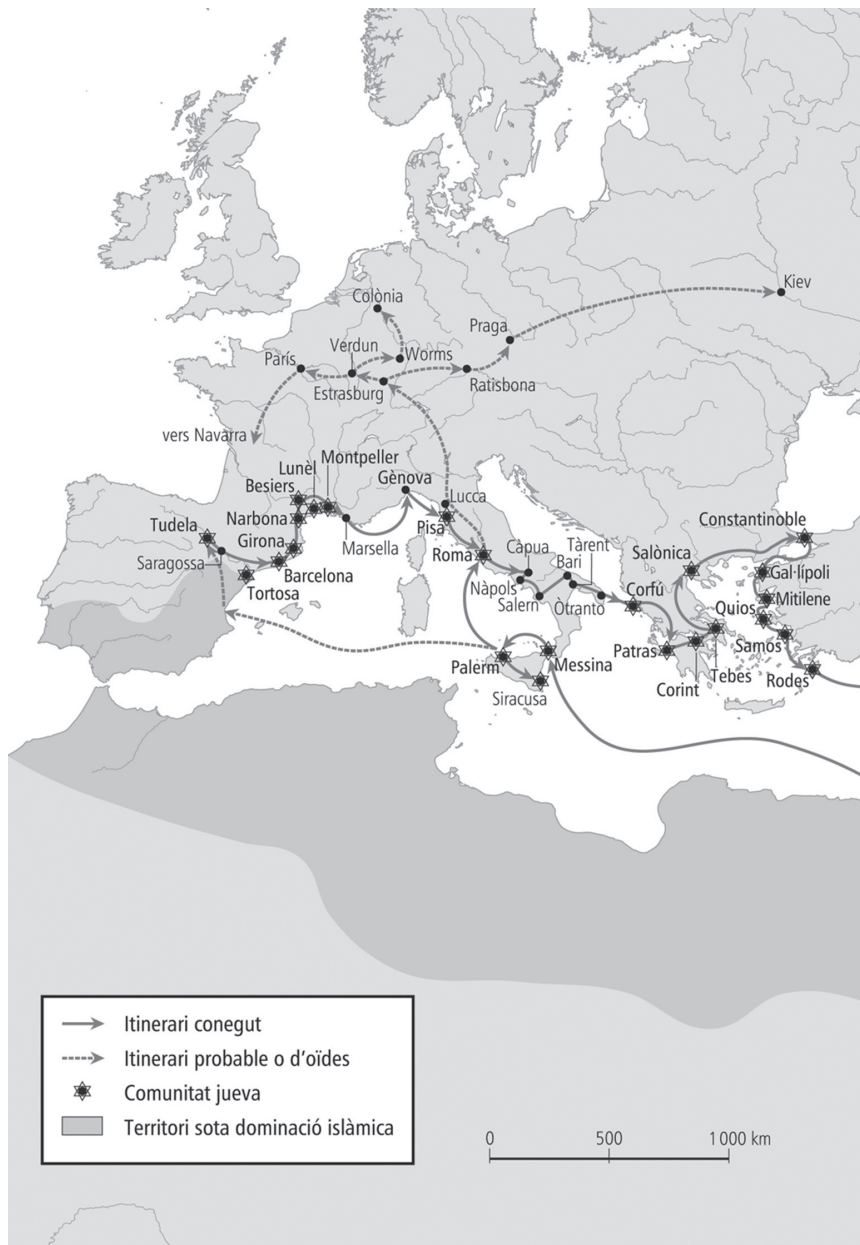 Kiev
Colònia
Praga
Verdun
París
Worms
Estrasburg
Ratisbona
vers Navarra
Montpeller
Lunèl
Besiers
Gènova
Lucca
Narbona
Tudela
Constantinoble
Pisa
Girona
Marsella
Roma
Càpua
Tàrent
Bari
Salònica
Saragossa
Gal·lípoli
Barcelona
Tortosa
Nàpols
Salern
Òtranto
Corfú
Mitilene
Quios
Samos
Patras
Palerm
Messina
Corint
Tebes
Rodes
Siracusa
Itinerari conegut
Itinerari probable o d'oïdes
Comunitat jueva
Territori sota dominació islàmica
0 500 1 000 km